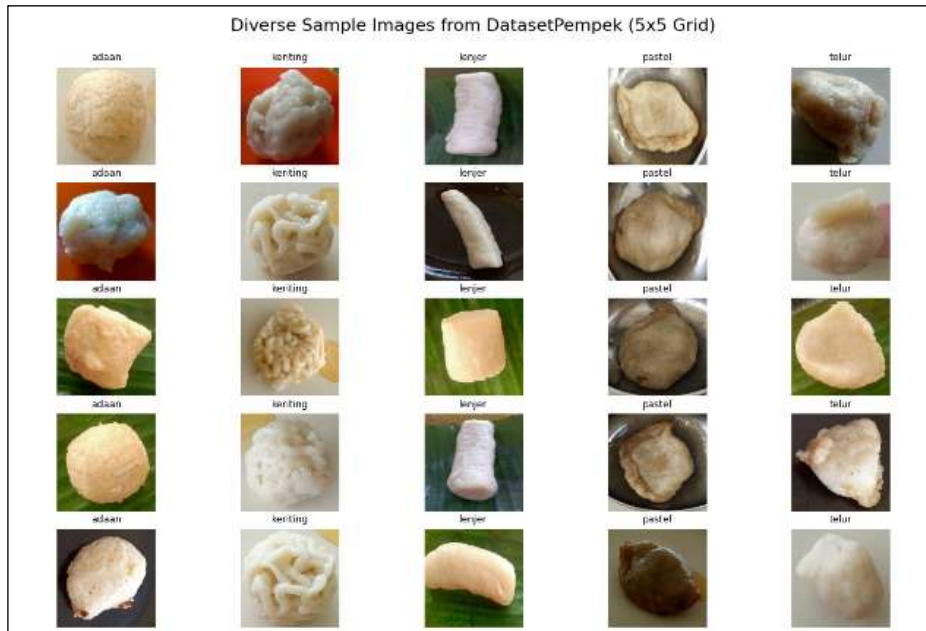 Diverse Sample Images from DatasetPempek (5x5 Grid)
adaan keriting lenjer pastel telur
adaan keriting lenjer pastel telur
adaan keriting lenjer pastel telur
adaan keriting lenjer pastel telur
adaan keriting lenjer pastel telur